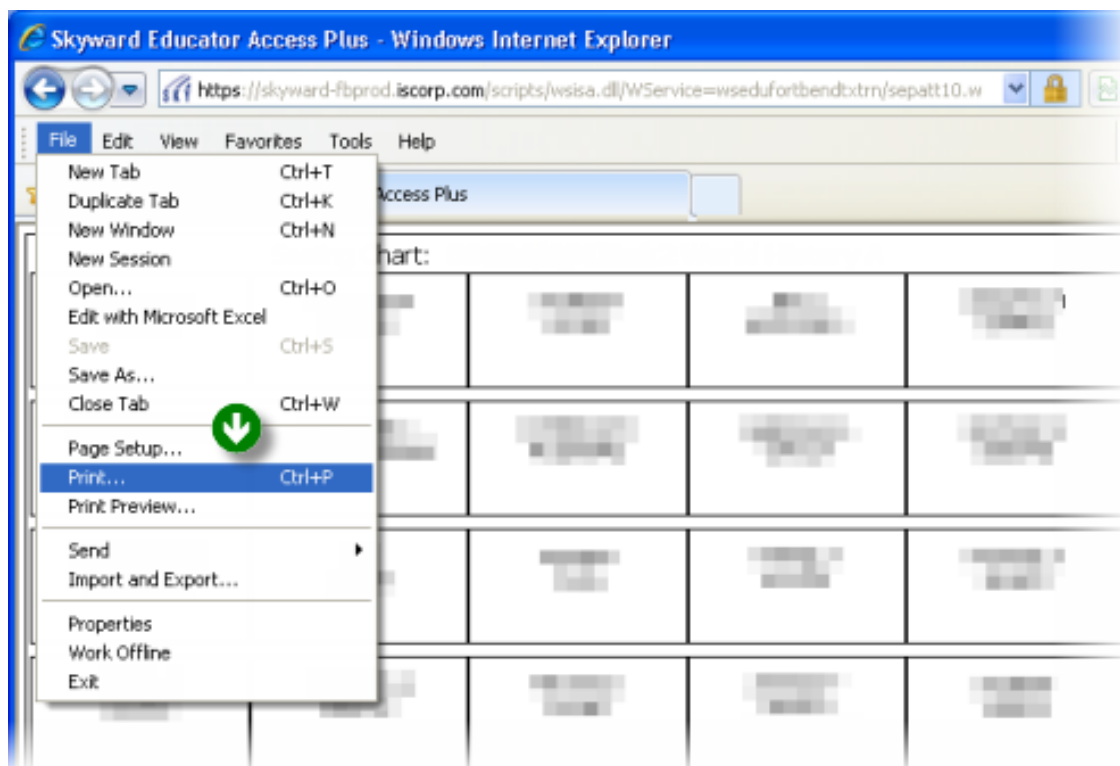 Skyward Educator Access Plus - Windows Internet Explorer
https://skyward-fbprod.iscorp.com/scripts/wsisa.dll/WService=wsedufortbendtxtrn/sepatt10.w
File Edit View Favorites Tools Help
New Tab Ctrl+T
Duplicate Tab Ctrl+K
Access Plus
New Window Ctrl+N
New Session
hart:
Open... Ctrl+O
Edit with Microsoft Excel
Save Ctrl+S
Save As...
Close Tab Ctrl+W
Page Setup...
Print... Ctrl+P
Print Preview...
Send
Import and Export...
Properties
Work Offline
Exit